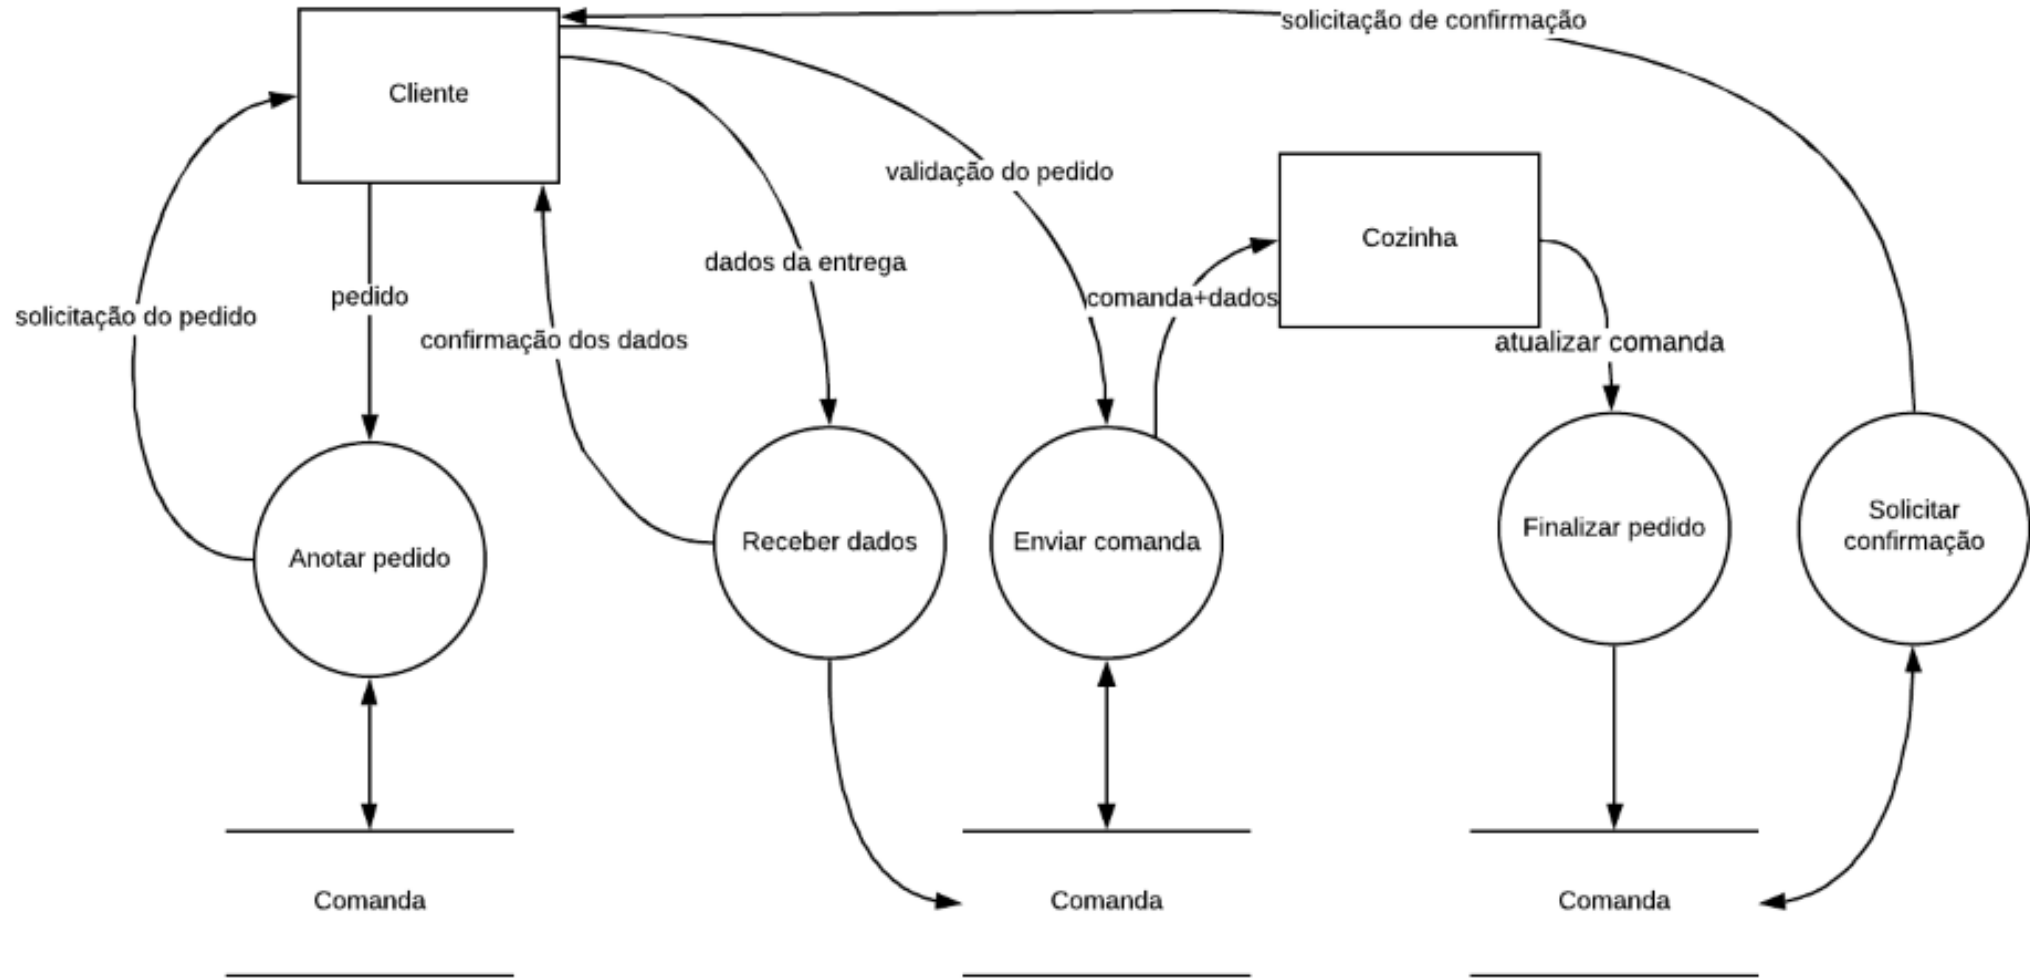 solicitação de confirmação
Cliente
validação do pedido
Cozinha
dados da entrega
solicitação do pedido
pedido
comanda+dados
confirmação dos dados
atualizar comanda
Anotar pedido
Receber dados
Enviar comanda
Finalizar pedido
Solicitar
confirmação
Comanda
Comanda
Comanda